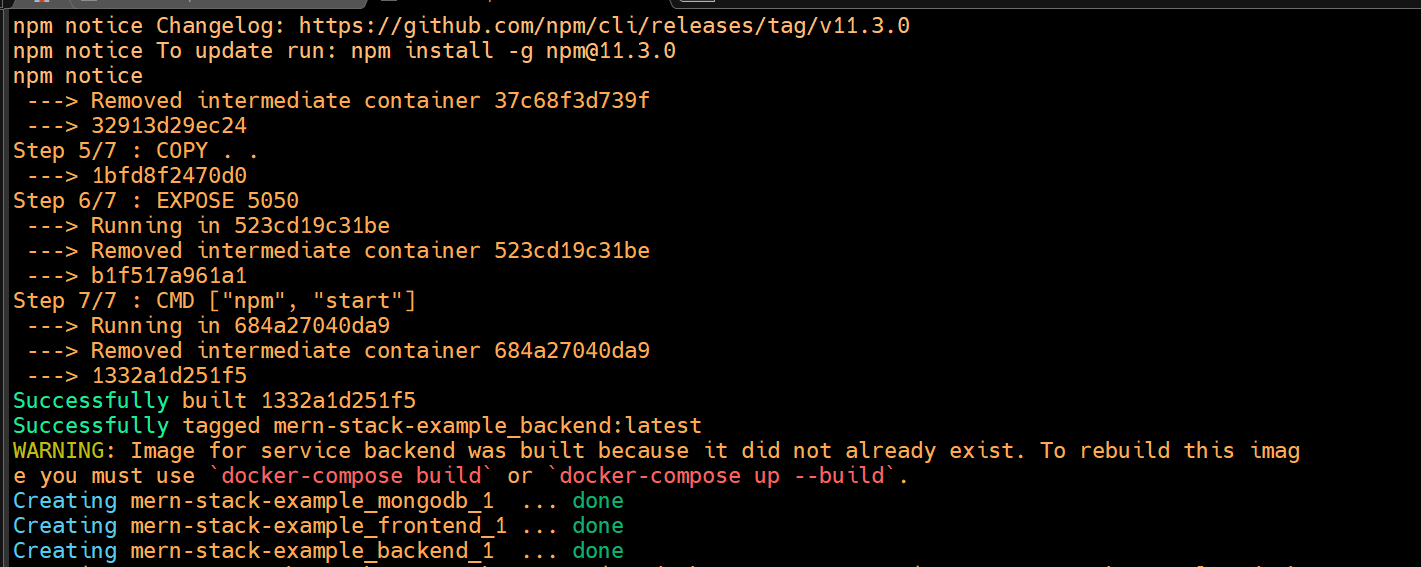 npm notice Changelog: https://github.com/npm/cli/releases/tag/v11.3.0
npm notice To update run: npm install -g npm@11.3.0
npm notice
 ---> Removed intermediate container 37c68f3d739f
 ---> 32913d29ec24
Step 5/7 : COPY . .
 ---> 1bfd8f2470d0
Step 6/7 : EXPOSE 5050
 ---> Running in 523cd19c31be
 ---> Removed intermediate container 523cd19c31be
 ---> b1f517a961a1
Step 7/7 : CMD ["npm", "start"]
 ---> Running in 684a27040da9
 ---> Removed intermediate container 684a27040da9
 ---> 1332a1d251f5
Successfully built 1332a1d251f5
Successfully tagged mern-stack-example_backend:latest
WARNING: Image for service backend was built because it did not already exist. To rebuild this imag
e you must use `docker-compose build` or `docker-compose up --build`.
Creating mern-stack-example_mongodb_1  ... done
Creating mern-stack-example_frontend_1 ... done
Creating mern-stack-example_backend_1  ... done